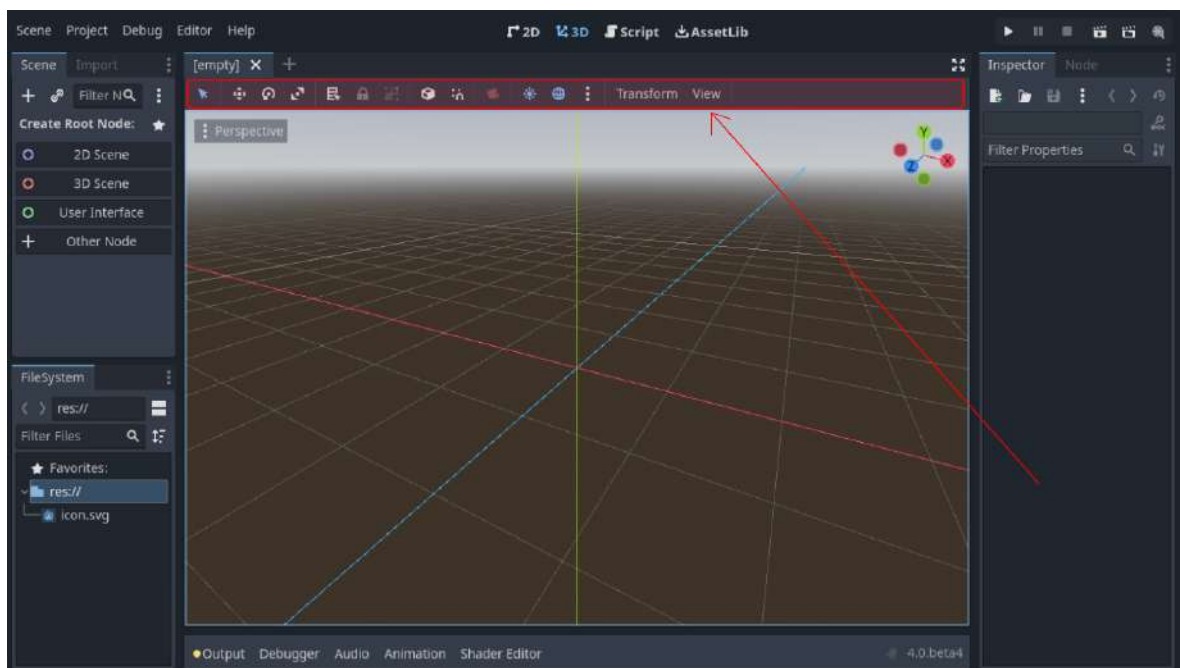 Scene Project Debug Editor Help 2D 3D Script AssetLib
Scene Import [empty] Inspector Node
Filter N Transform View
Create Root Node: Perspective Y
2D Scene X Filter Properties
Z
3D Scene
User Interface
Other Node
FileSystem
res://
Filter Files
Favorites:
res://
icon.svg
Output Debugger Audio Animation Shader Editor 4.0.beta4